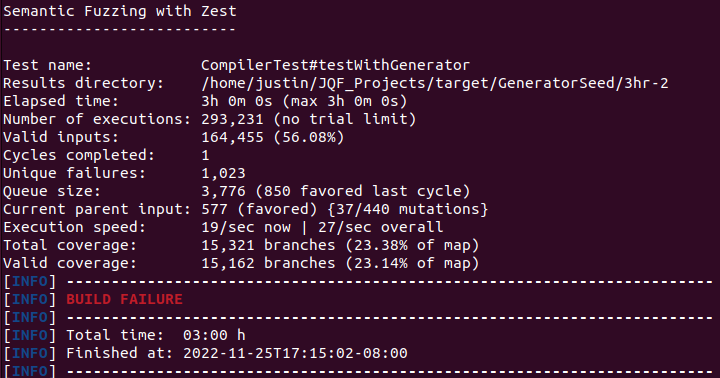 Semantic Fuzzing with Zest
--------------------------
Test name: CompilerTest#testWithGenerator
Results directory: /home/justin/JQF_Projects/target/GeneratorSeed/3hr-2
Elapsed time: 3h 0m 0s (max 3h 0m 0s)
Number of executions: 293,231 (no trial limit)
Valid inputs: 164,455 (56.08%)
Cycles completed: 1
Unique failures: 1,023
Queue size: 3,776 (850 favored last cycle)
Current parent input: 577 (favored) {37/440 mutations}
Execution speed: 19/sec now | 27/sec overall
Total coverage: 15,321 branches (23.38% of map)
Valid coverage: 15,162 branches (23.14% of map)
[INFO] ------------------------------------------------------------------------
[INFO] BUILD FAILURE
[INFO] ------------------------------------------------------------------------
[INFO] Total time:  03:00 h
[INFO] Finished at: 2022-11-25T17:15:02-08:00
[INFO] ------------------------------------------------------------------------